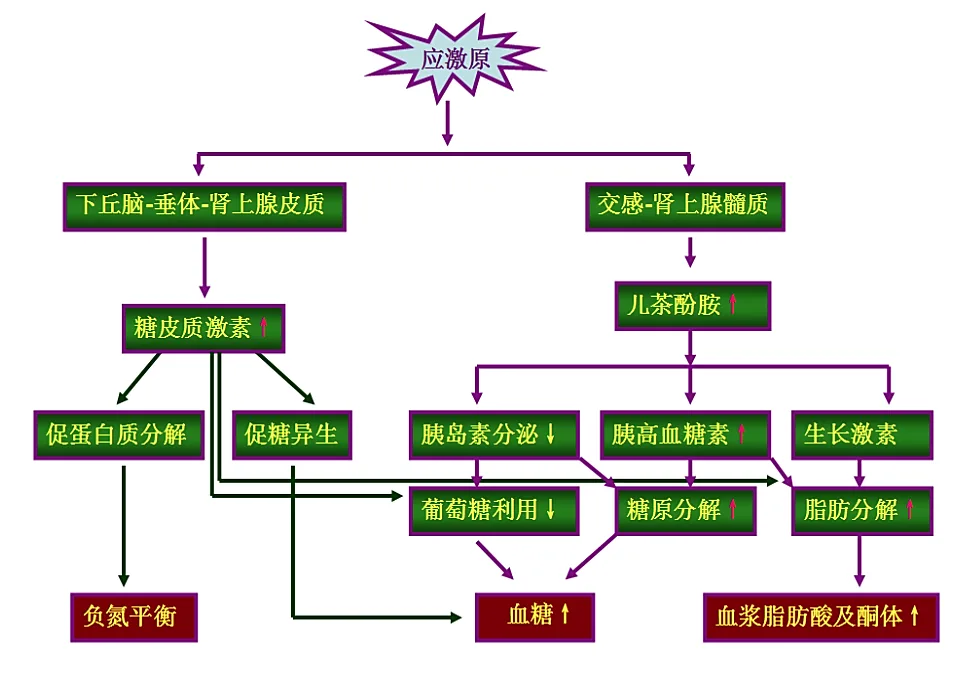 应激原
下丘脑-垂体-肾上腺皮质
交感-肾上腺髓质
儿茶酚胺↑
糖皮质激素↑
促蛋白质分解
促糖异生
胰岛素分泌↓
胰高血糖素↑
生长激素
葡萄糖利用↓
糖原分解↑
脂肪分解↑
负氮平衡
血糖↑
血浆脂肪酸及酮体↑